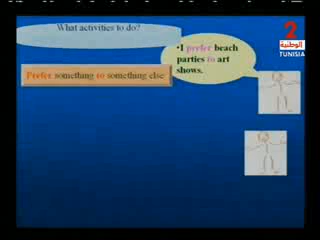 What activities to do?
•I prefer beach
parties to art
shows.
Prefer something to something else
2
الوطنية
TUNISIA